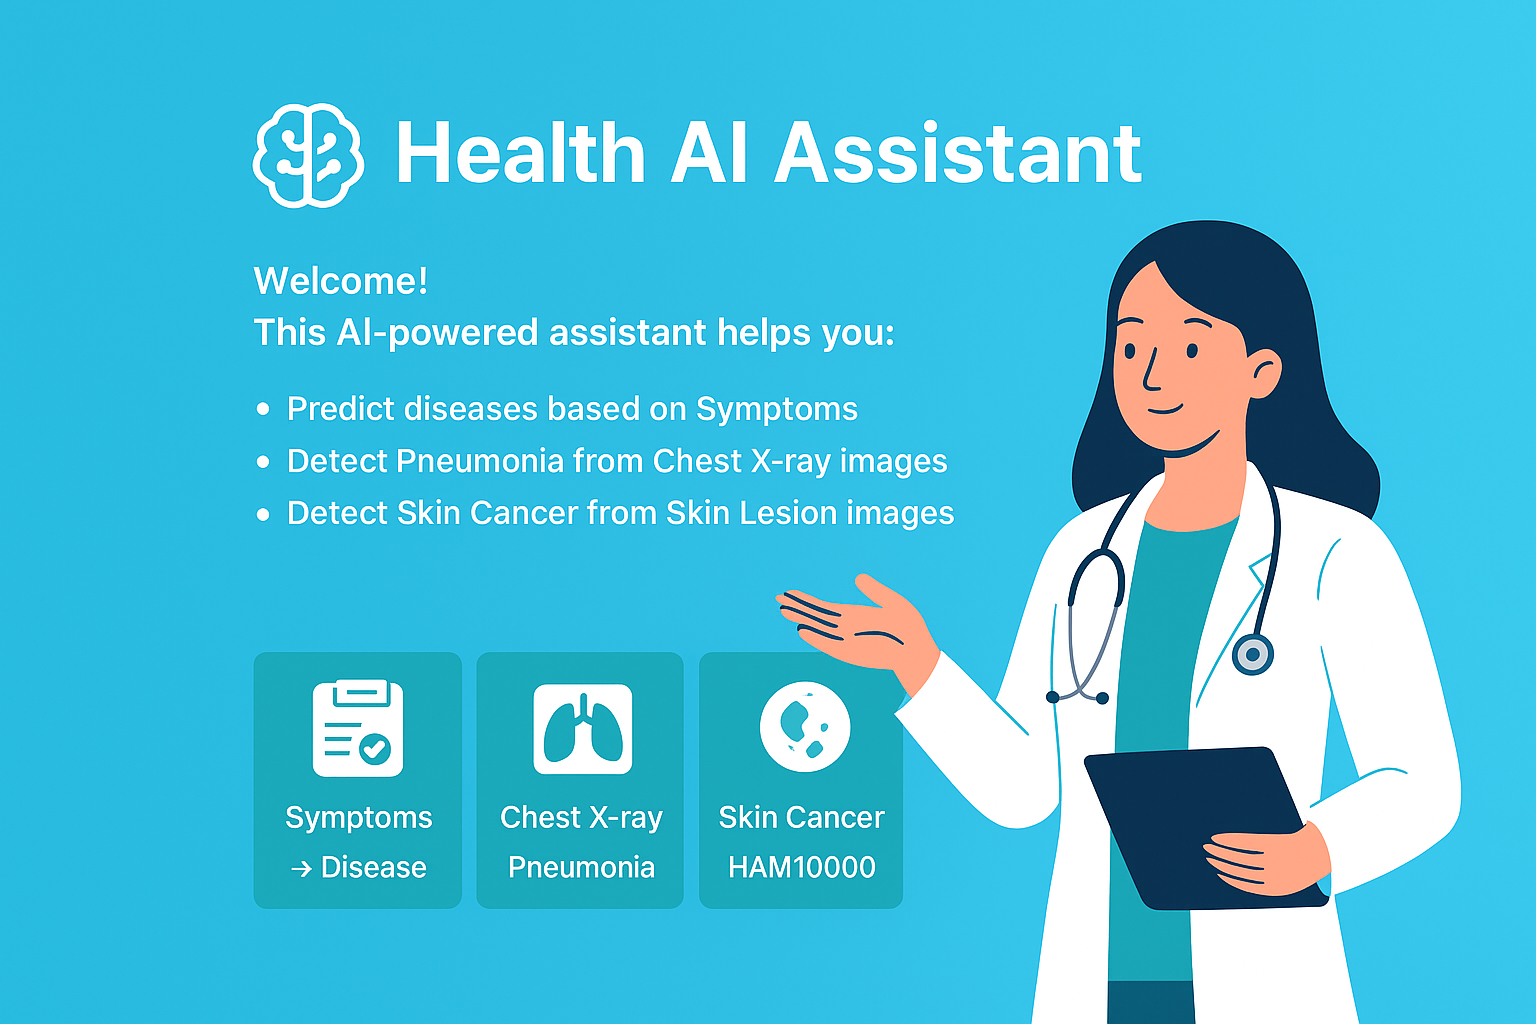 Health AI Assistant
Welcome!
This AI-powered assistant helps you:
• Predict diseases based on Symptoms
• Detect Pneumonia from Chest X-ray images
• Detect Skin Cancer from Skin Lesion images
Symptoms
→ Disease
Chest X-ray
Pneumonia
Skin Cancer
HAM10000